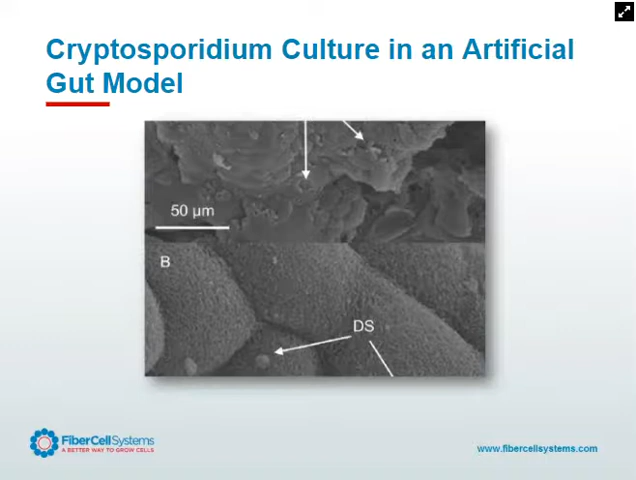 Cryptosporidium Culture in an Artificial
Gut Model
50 µm
B
DS
FiberCellSystems
A BETTER WAY TO GROW CELLS
www.fibercellsystems.com